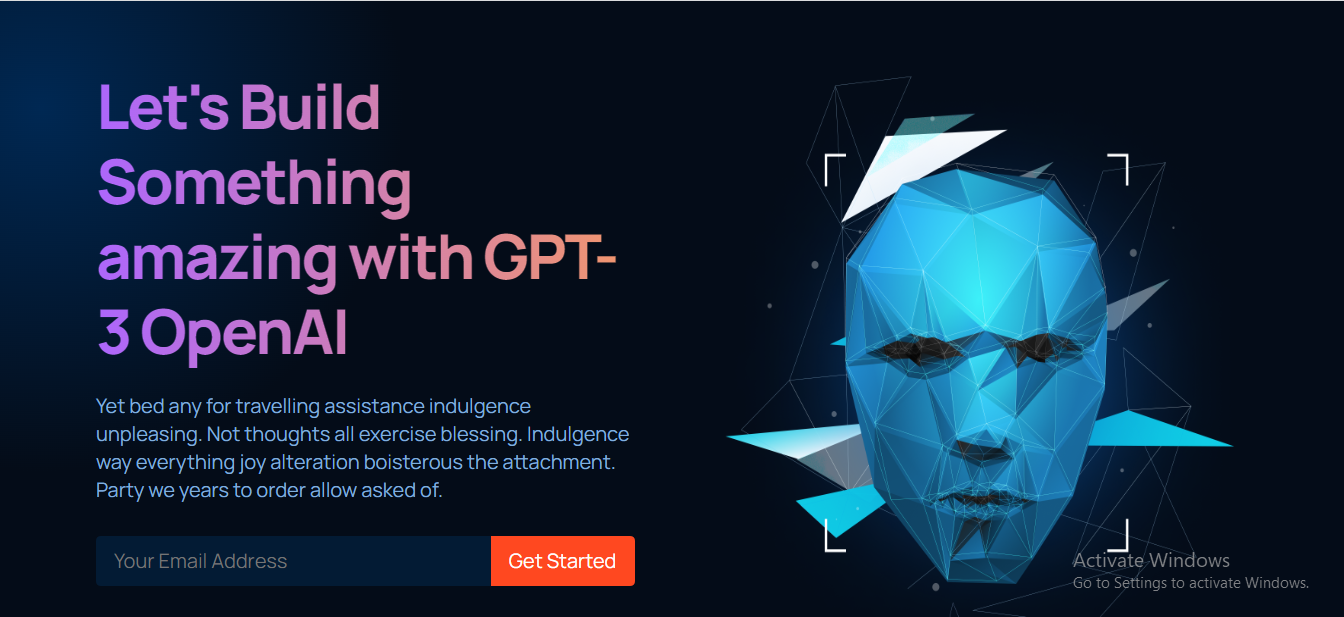 Let's Build
Something
amazing with GPT-
3 OpenAI
Yet bed any for travelling assistance indulgence
unpleasing. Not thoughts all exercise blessing. Indulgence
way everything joy alteration boisterous the attachment.
Party we years to order allow asked of.
Your Email Address
Get Started
Activate Windows
Go to Settings to activate Windows.